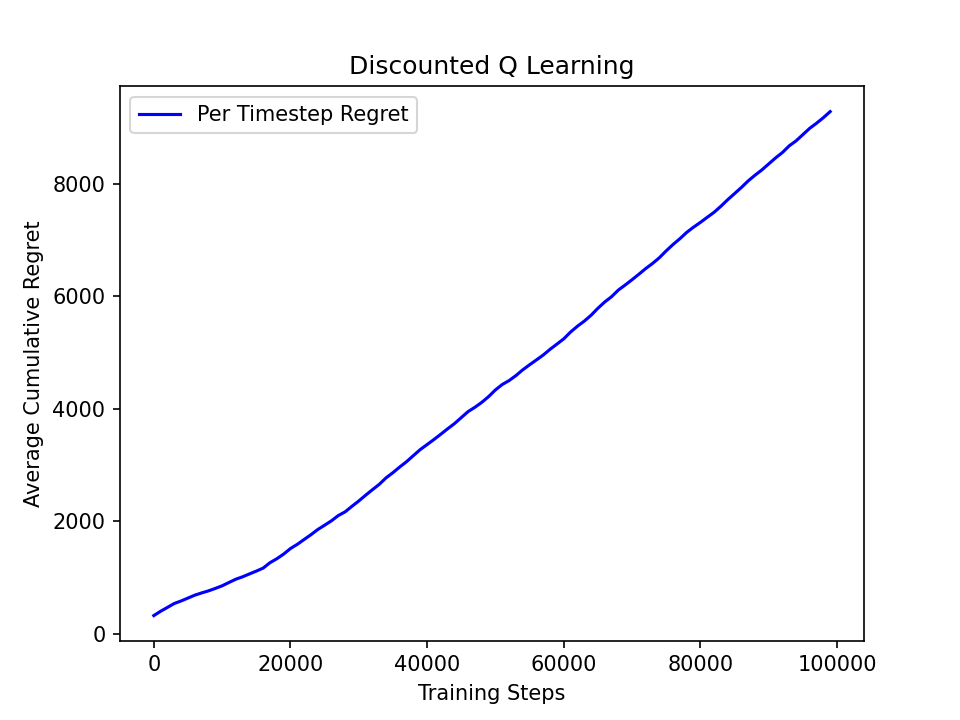 Discounted Q Learning
Per Timestep Regret
Average Cumulative Regret
8000
6000
4000
2000
0
0 20000 40000 60000 80000 100000
Training Steps